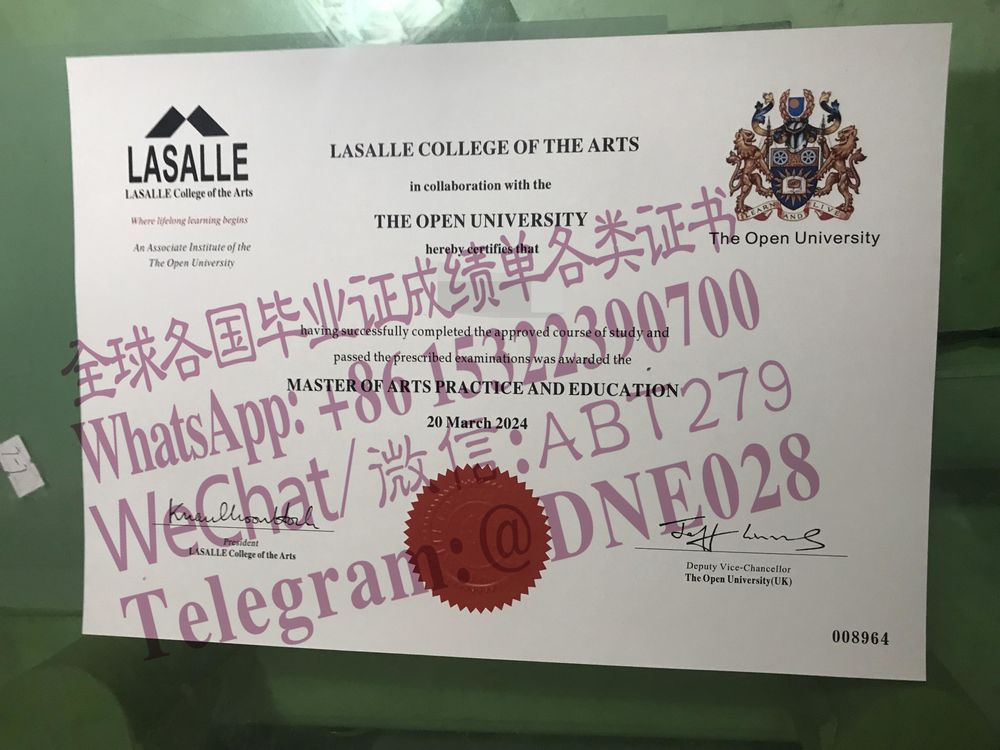 LASALLE
LASALLE College of the Arts
Where lifelong learning begins
An Associate Institute of the
The Open University
LASALLE COLLEGE OF THE ARTS
in collaboration with the
THE OPEN UNIVERSITY
hereby certifies that
LEARN AND LIVE
The Open University
having successfully completed the approved course of study and
passed the prescribed examinations was awarded the
MASTER OF ARTS PRACTICE AND EDUCATION
20 March 2024
全球各国毕业证成绩单各类证书
WhatsApp: +86 15322300700
WeChat/微信:ABT279
Telegram: @DNE028
President
LASALLE College of the Arts
Deputy Vice-Chancellor
The Open University(UK)
008964